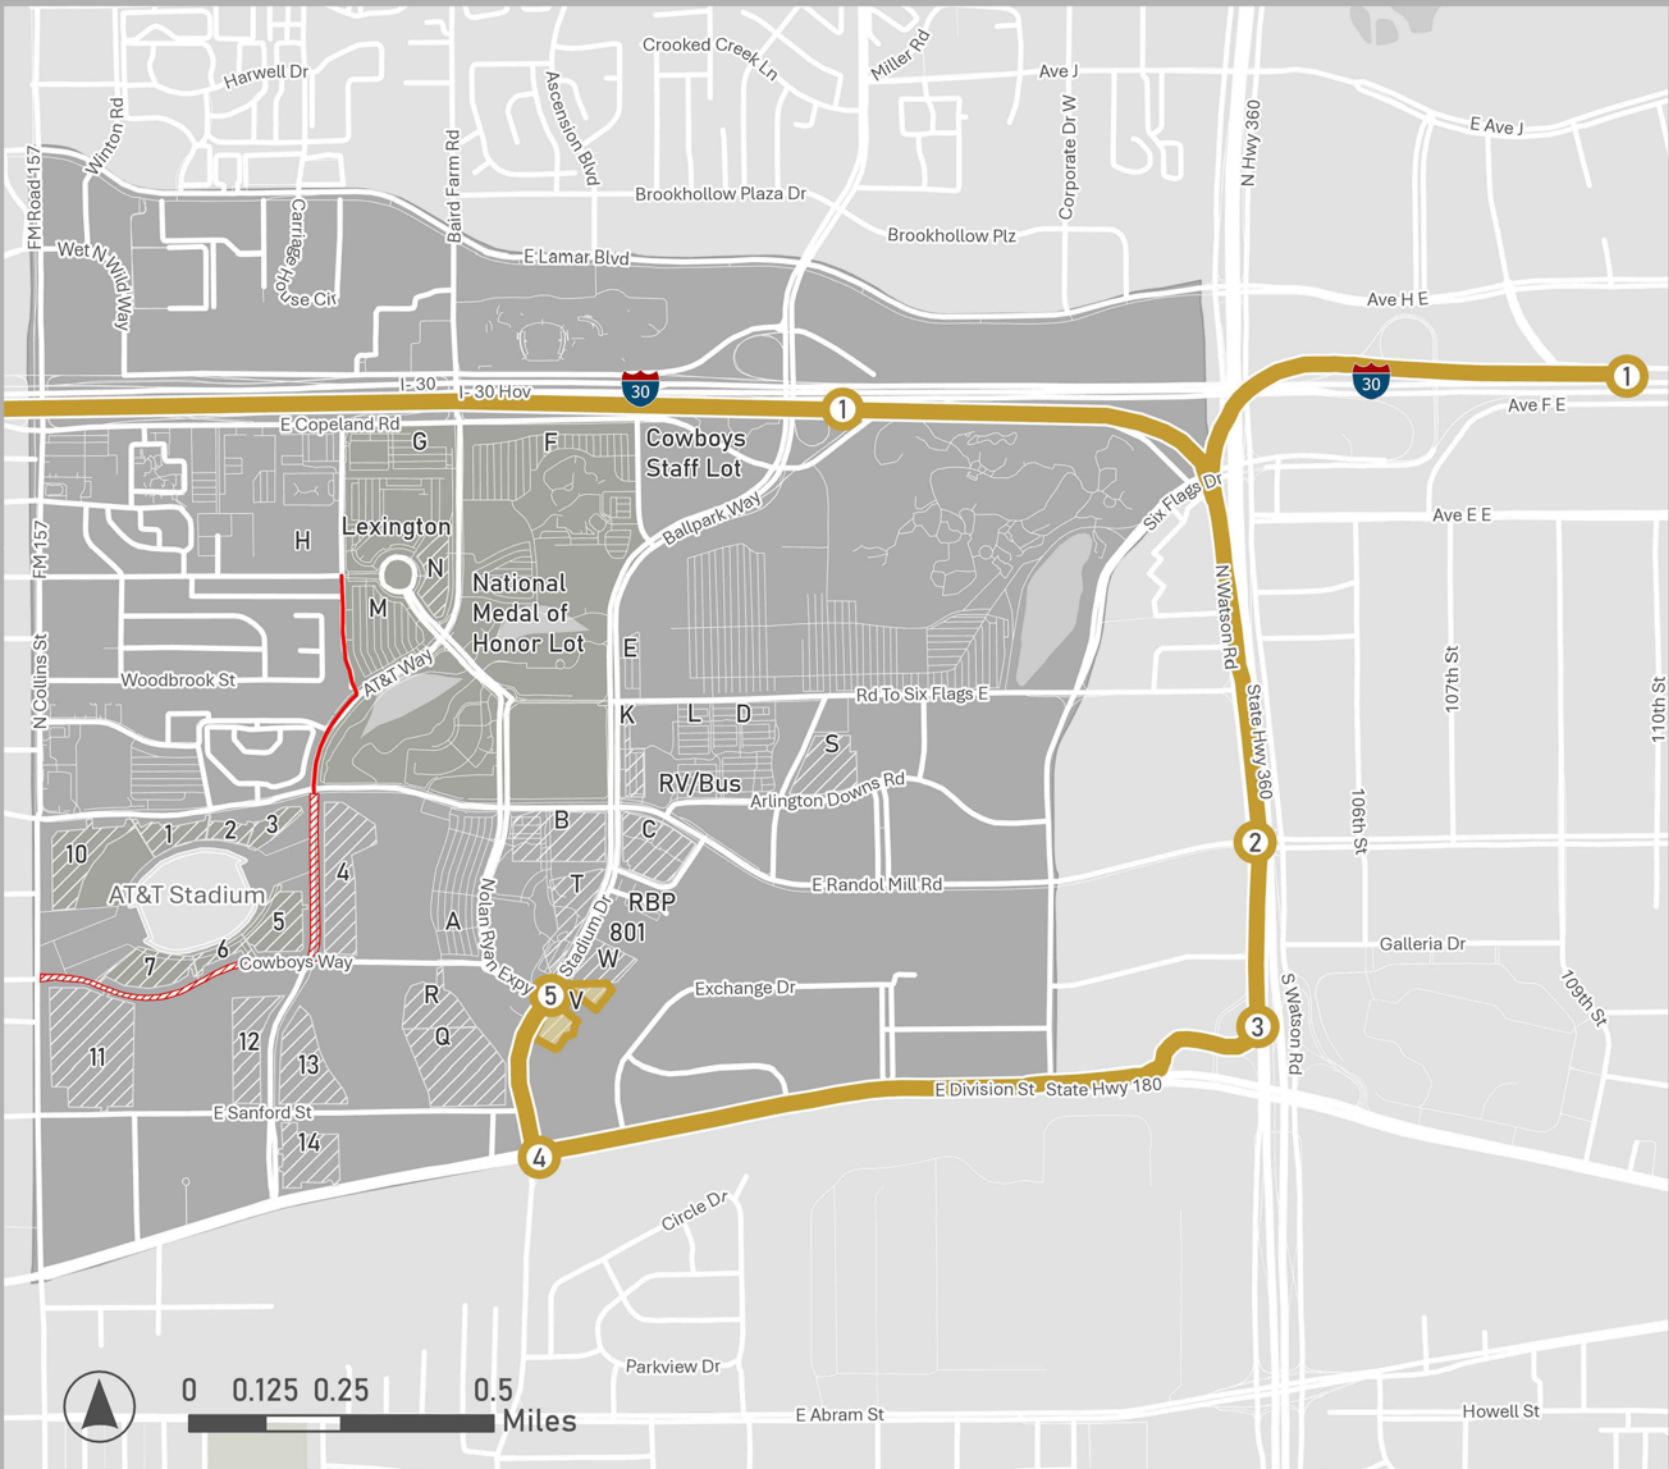 Crooked Creek Ln
Miller Rd
Harwell Dr
Ave J
Ascension Blvd
Winton Rd
Corporate Dr W
N Hwy 360
E Ave J
FM Road 157
Baird Farm Rd
Brookhollow Plaza Dr
Carriage House Cir
Brookhollow Plz
Wet N Wild Way
E Lamar Blvd
Ave H E
I-30
I-30 Hov
30
30
1
1
Ave F E
E Copeland Rd
G
F
Cowboys
Staff Lot
Six Flags Dr
Ballpark Way
Ave E E
Lexington
FM 157
H
N
M
National
Medal of
Honor Lot
N Watson Rd
E
N Collins St
Woodbrook St
AT&T Way
Rd To Six Flags E
State Hwy 360
107th St
110th St
K
L
D
S
RV/Bus
Arlington Downs Rd
106th St
1
2
3
B
C
2
10
4
AT&T Stadium
T
E Randol Mill Rd
RBP
5
A
Nolan Ryan Expy
Stadium Dr
801
6
W
Galleria Dr
7
Cowboys Way
R
5
V
Exchange Dr
109th St
S Watson Rd
3
Q
12
11
13
E Division St
State Hwy 180
E Sanford St
14
4
Circle Dr
Parkview Dr
0 0.125 0.25 0.5
Miles
E Abram St
Howell St